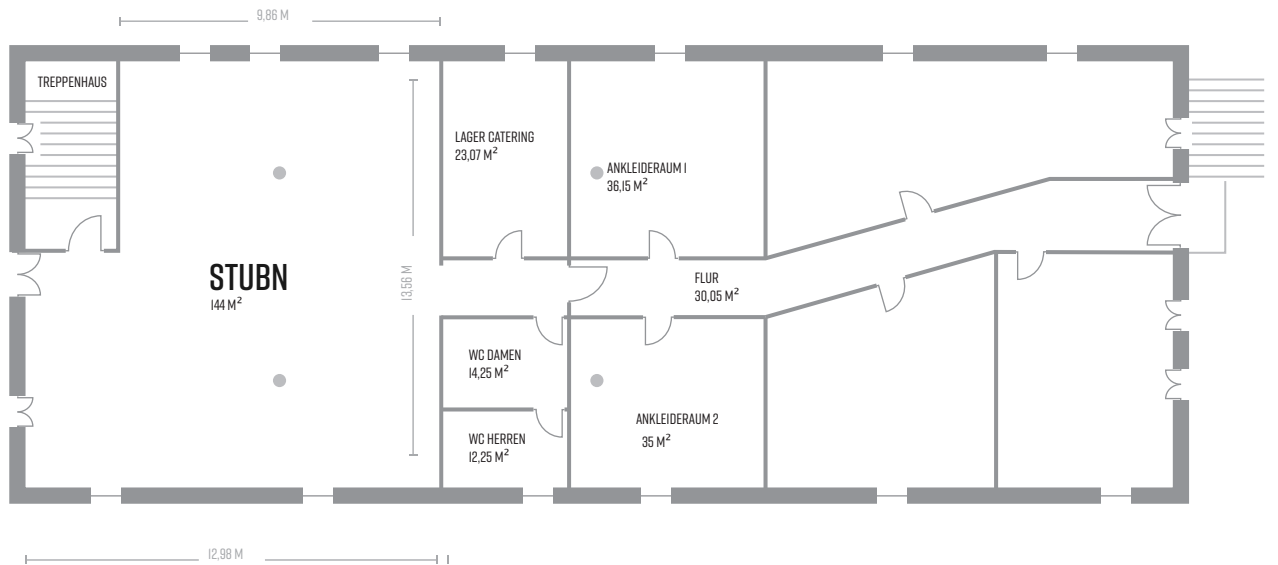 9,86 M
TREPPENHAUS
LAGER CATERING
23,07 M²
ANKLEIDERAUM 1
36,15 M²
STUBN
144 M²
13,56 M
FLUR
30,05 M²
WC DAMEN
14,25 M²
WC HERREN
12,25 M²
ANKLEIDERAUM 2
35 M²
12,98 M